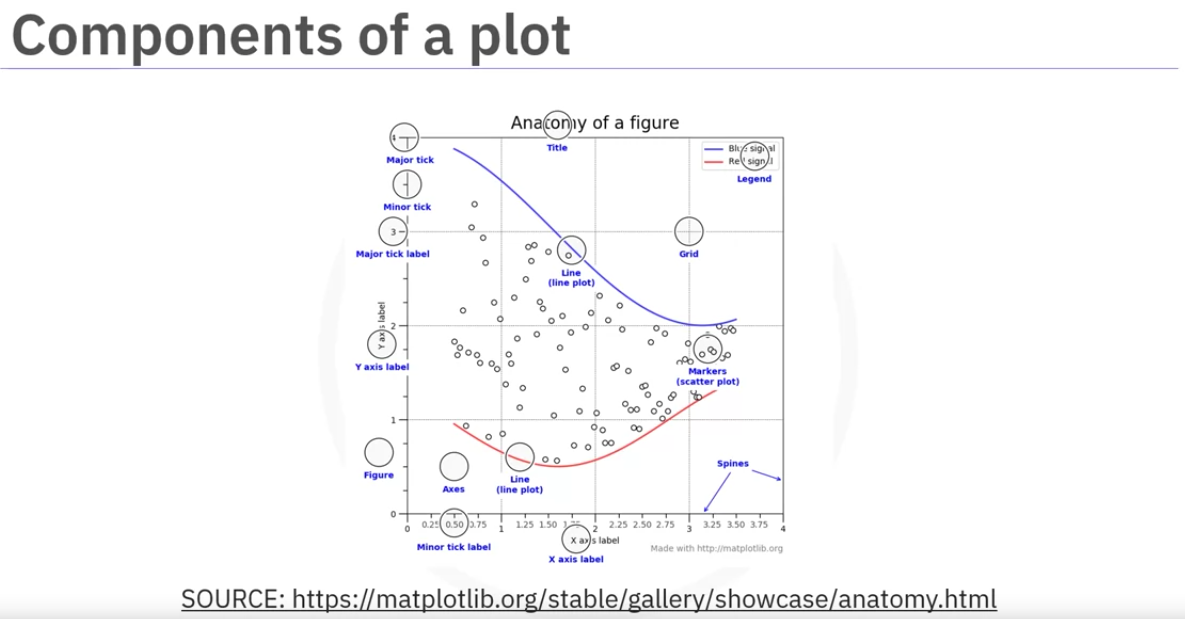 Components of a plot
Anatomy of a figure
Title
Blue signal
Red signal
Legend
4
Major tick
Minor tick
3
Major tick label
Grid
Line
(line plot)
Y axis label
2
Y axis label
Markers
(scatter plot)
1
Figure
Axes
Line
(line plot)
Spines
0
0 0.25 0.50 0.75 1 1.25 1.50 1.75 2 2.25 2.50 2.75 3 3.25 3.50 3.75 4
Minor tick label
X axis label
X axis label
Made with http://matplotlib.org
SOURCE: https://matplotlib.org/stable/gallery/showcase/anatomy.html